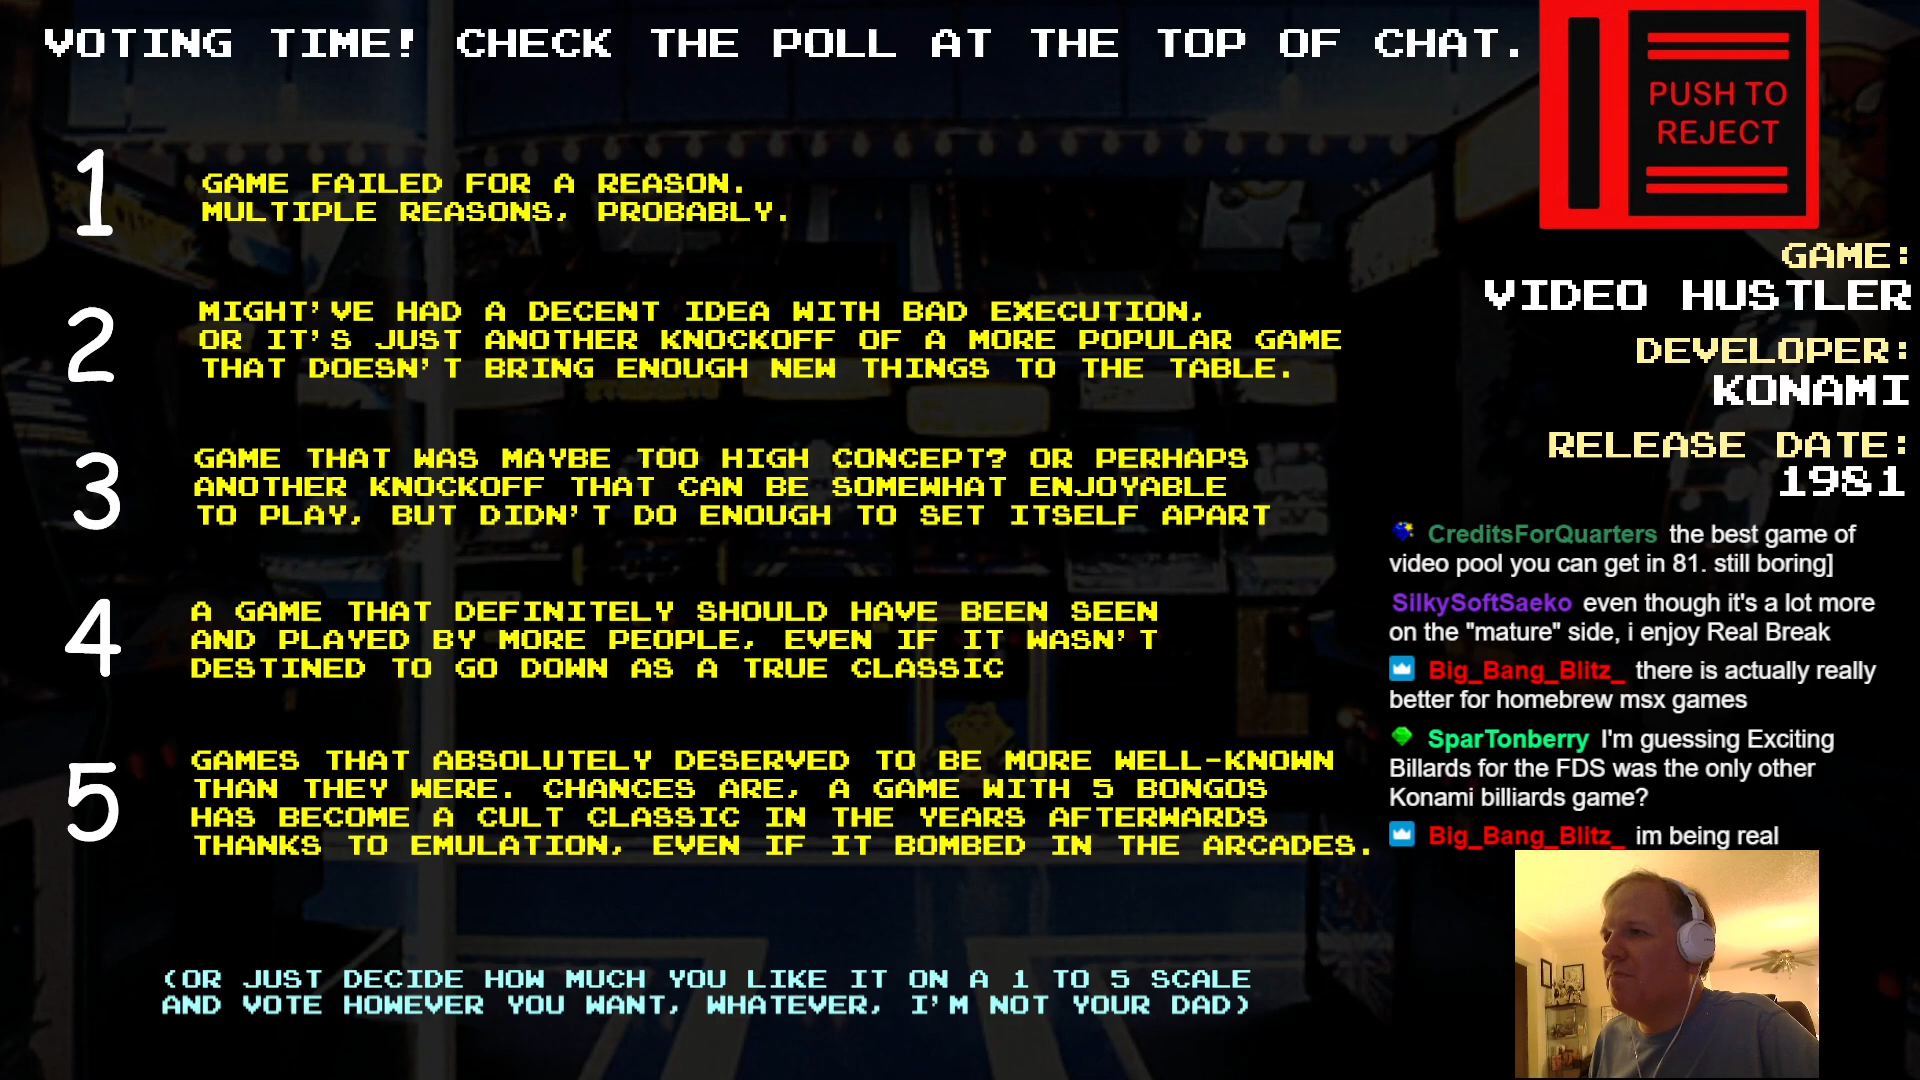 VOTING TIME! CHECK THE POLL AT THE TOP OF CHAT.
PUSH TO
REJECT
1
GAME FAILED FOR A REASON.
MULTIPLE REASONS, PROBABLY.
2
MIGHT'VE HAD A DECENT IDEA WITH BAD EXECUTION,
OR IT'S JUST ANOTHER KNOCKOFF OF A MORE POPULAR GAME
THAT DOESN'T BRING ENOUGH NEW THINGS TO THE TABLE.
3
GAME THAT WAS MAYBE TOO HIGH CONCEPT? OR PERHAPS
ANOTHER KNOCKOFF THAT CAN BE SOMEWHAT ENJOYABLE
TO PLAY, BUT DIDN'T DO ENOUGH TO SET ITSELF APART
4
A GAME THAT DEFINITELY SHOULD HAVE BEEN SEEN
AND PLAYED BY MORE PEOPLE, EVEN IF IT WASN'T
DESTINED TO GO DOWN AS A TRUE CLASSIC
5
GAMES THAT ABSOLUTELY DESERVED TO BE MORE WELL-KNOWN
THAN THEY WERE. CHANCES ARE, A GAME WITH 5 BONGOS
HAS BECOME A CULT CLASSIC IN THE YEARS AFTERWARDS
THANKS TO EMULATION, EVEN IF IT BOMBED IN THE ARCADES.
(OR JUST DECIDE HOW MUCH YOU LIKE IT ON A 1 TO 5 SCALE
AND VOTE HOWEVER YOU WANT, WHATEVER, I'M NOT YOUR DAD)
GAME:
VIDEO HUSTLER
DEVELOPER:
KONAMI
RELEASE DATE:
1981
CreditsForQuarters the best game of
video pool you can get in 81. still boring]
SilkySoftSaeko even though it's a lot more
on the "mature" side, i enjoy Real Break
Big_Bang_Blitz_ there is actually really
better for homebrew msx games
SparTonberry I'm guessing Exciting
Billards for the FDS was the only other
Konami billiards game?
Big_Bang_Blitz_ im being real